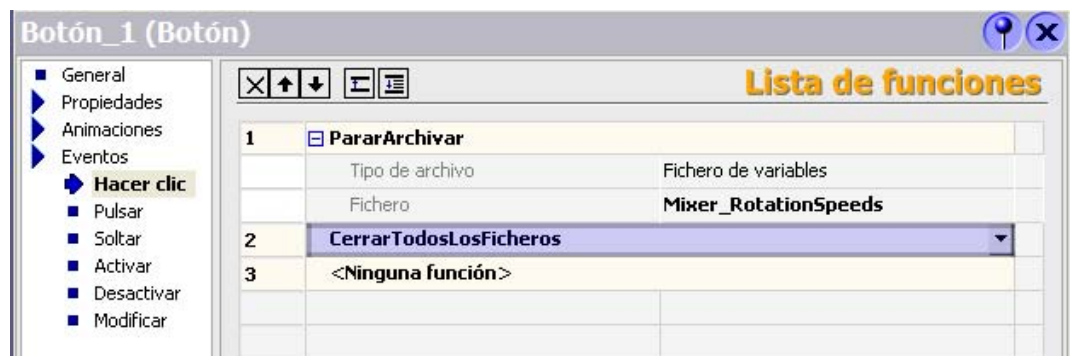 Botón_1 (Botón)
General
Propiedades
Animaciones
Eventos
Hacer clic
Pulsar
Soltar
Activar
Desactivar
Modificar
Lista de funciones
1 PararArchivar
Tipo de archivo Fichero de variables
Fichero Mixer_RotationSpeeds
2 CerrarTodosLosFicheros
3 <Ninguna función>